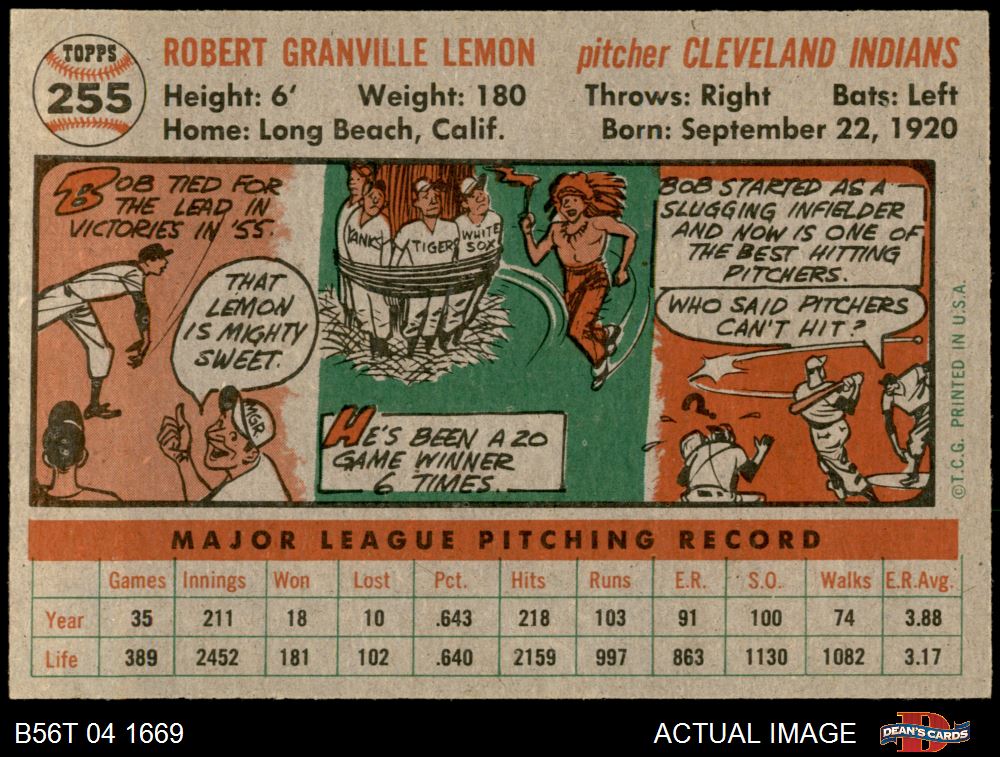 TOPPS
255
ROBERT GRANVILLE LEMON
pitcher CLEVELAND INDIANS
Height: 6'
Weight: 180
Throws: Right
Bats: Left
Home: Long Beach, Calif.
Born: September 22, 1920
BOB TIED FOR
THE LEAD IN
VICTORIES IN '55.
THAT
LEMON
IS MIGHTY
SWEET.
MGR.
YANKS
TIGERS
WHITE
SOX
HE'S BEEN A 20
GAME WINNER
6 TIMES.
BOB STARTED AS A
SLUGGING INFIELDER
AND NOW IS ONE OF
THE BEST HITTING
PITCHERS.
WHO SAID PITCHERS
CAN'T HIT?
?
© T.C.G. PRINTED IN U.S.A.
MAJOR LEAGUE PITCHING RECORD
Games Innings Won Lost Pct. Hits Runs E.R. S.O. Walks E.R.Avg.
Year 35 211 18 10 .643 218 103 91 100 74 3.88
Life 389 2452 181 102 .640 2159 997 863 1130 1082 3.17
B56T 04 1669
ACTUAL IMAGE
D
DEAN'S CARDS